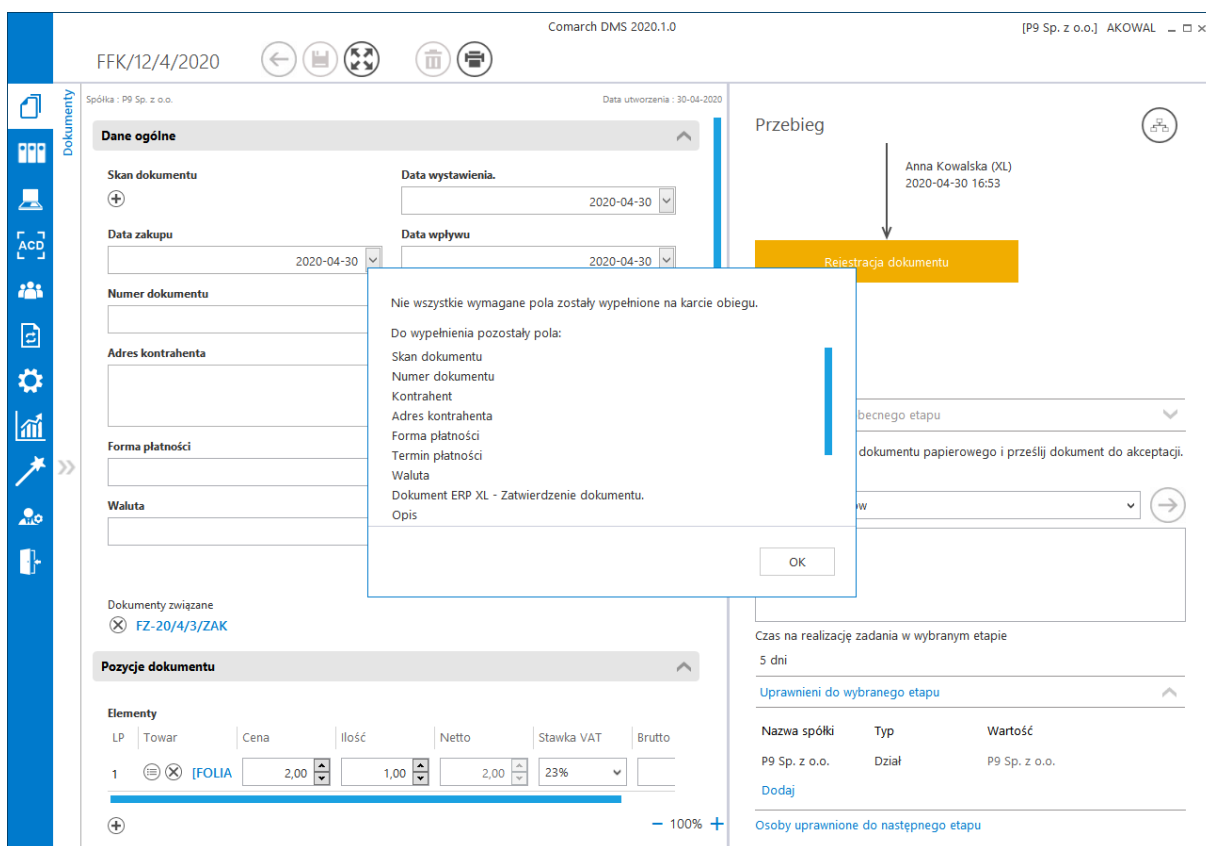 Comarch DMS 2020.1.0
[P9 Sp. z o.o.] AKOWAL
FFK/12/4/2020
Dokumenty
ACD
Spółka : P9 Sp. z o.o.
Data utworzenia : 30-04-2020
Dane ogólne
Skan dokumentu
Data wystawienia.
2020-04-30
Data zakupu
Data wpływu
2020-04-30
2020-04-30
Numer dokumentu
Adres kontrahenta
Forma płatności
Waluta
Dokumenty związane
FZ-20/4/3/ZAK
Pozycje dokumentu
Elementy
LP Towar Cena Ilość Netto Stawka VAT Brutto
1 [FOLIA 2,00 1,00 2,00 23%
100%
Nie wszystkie wymagane pola zostały wypełnione na karcie obiegu.
Do wypełnienia pozostały pola:
Skan dokumentu
Numer dokumentu
Kontrahent
Adres kontrahenta
Forma płatności
Termin płatności
Waluta
Dokument ERP XL - Zatwierdzenie dokumentu.
Opis
OK
Przebieg
Anna Kowalska (XL)
2020-04-30 16:53
Rejestracja dokumentu
etapu
dokumentu papierowego i prześlij dokument do akceptacji.
Czas na realizację zadania w wybranym etapie
5 dni
Uprawnieni do wybranego etapu
Nazwa spółki Typ Wartość
P9 Sp. z o.o. Dział P9 Sp. z o.o.
Dodaj
Osoby uprawnione do następnego etapu